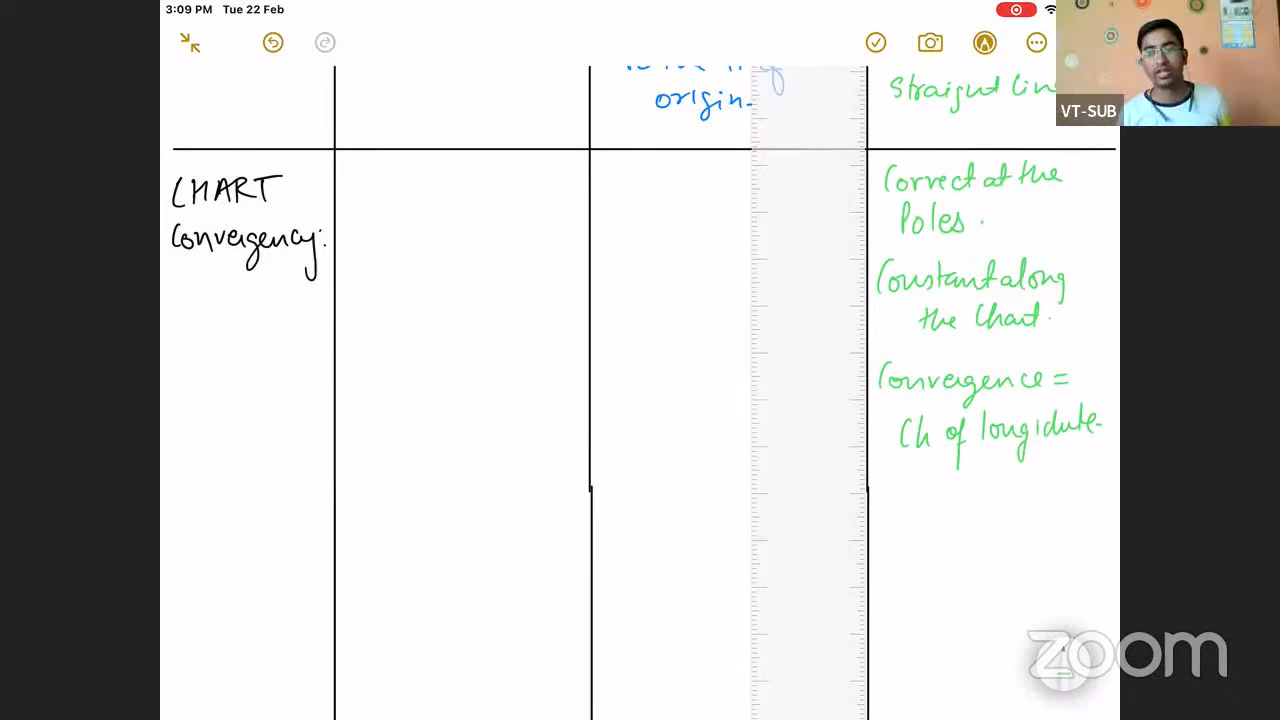 3:09 PM Tue 22 Feb
origin
Straight Lin
VT-SUB
CHART
Convergency:
Correct at the
Poles.
Constant along
the Chart.
Convergence =
Ch of longidute.
zoom